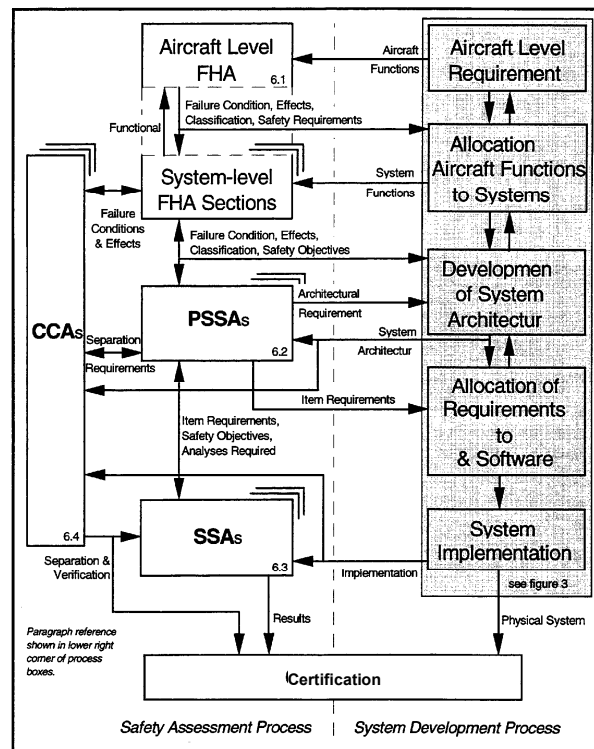 Aircraft Level
FHA
6.1
Aircraft
Functions
Aircraft Level
Requirement
Functional
Failure Condition, Effects,
Classification, Safety Requirements
Allocation
Aircraft Functions
to Systems
System-level
FHA Sections
System
Functions
Failure
Conditions
& Effects
Failure Condition, Effects,
Classification, Safety Objectives
Developmen
of System
Architectur
CCAs
6.4
PSSAs
6.2
Architectural
Requirement
Separation
Requirements
System
Architectur
Item Requirements
Allocation of
Requirements
to
& Software
Item Requirements,
Safety Objectives,
Analyses Required
SSAs
6.3
Implementation
System
Implementation
see figure 3
Separation &
Verification
Results
Physical System
Paragraph reference
shown in lower right
corner of process
boxes.
Certification
Safety Assessment Process
System Development Process